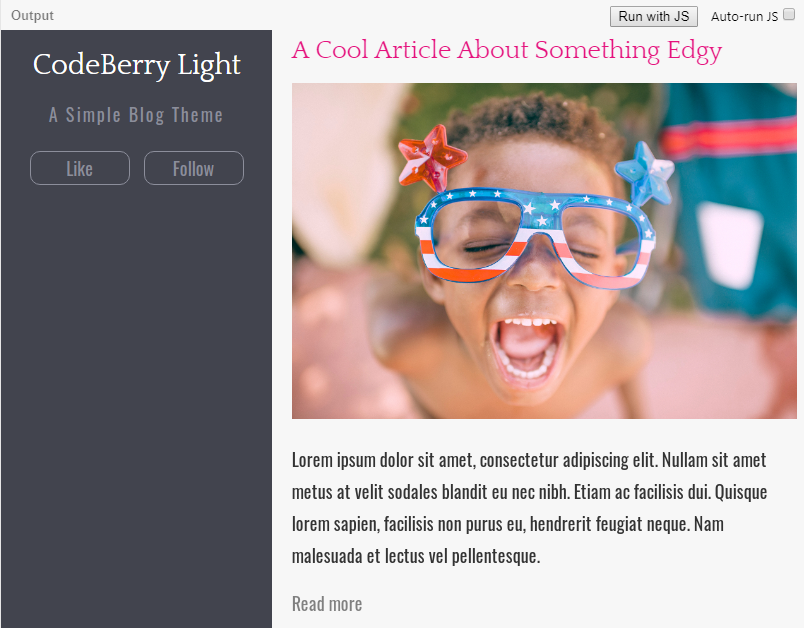 Output
Run with JS
Auto-run JS
CodeBerry Light
A Simple Blog Theme
Like
Follow
A Cool Article About Something Edgy
Lorem ipsum dolor sit amet, consectetur adipiscing elit. Nullam sit amet
metus at velit sodales blandit eu nec nibh. Etiam ac facilisis dui. Quisque
lorem sapien, facilisis non purus eu, hendrerit feugiat neque. Nam
malesuada et lectus vel pellentesque.
Read more